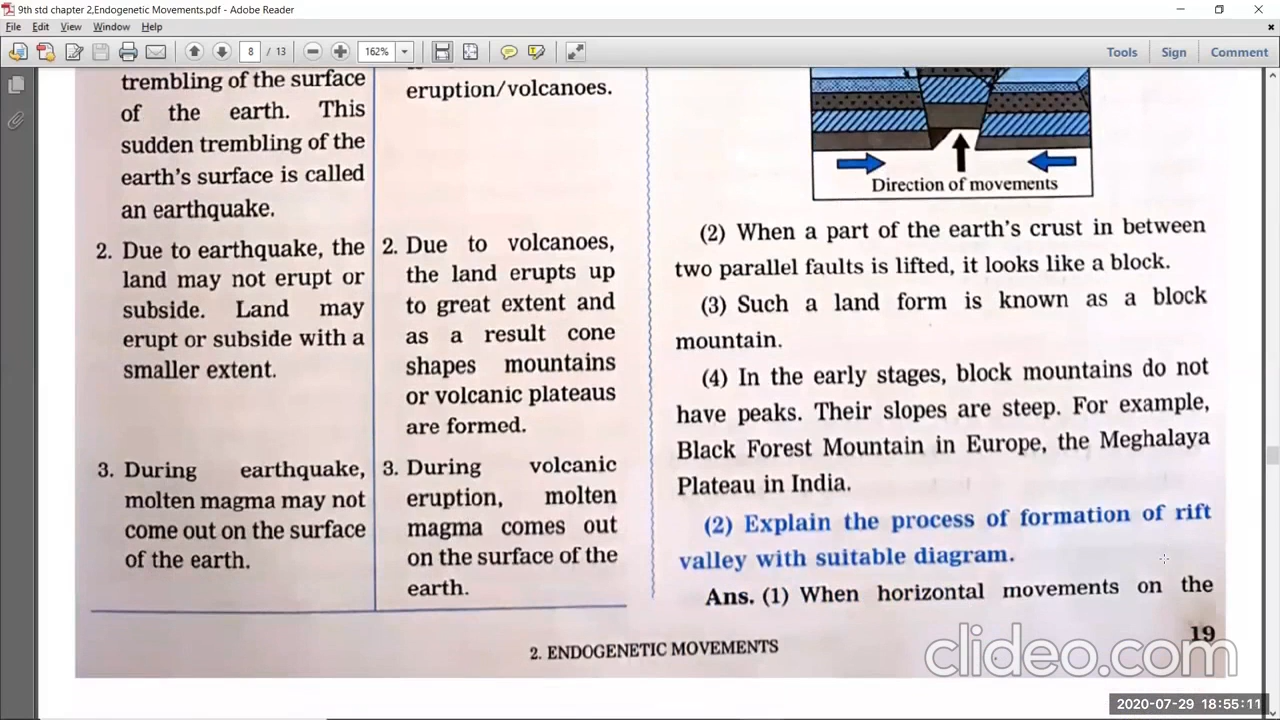 9th std chapter 2,Endogenetic Movements.pdf - Adobe Reader
File Edit View Window Help
8 / 13
162%
Tools Sign Comment
trembling of the surface
of the earth. This
sudden trembling of the
earth's surface is called
an earthquake.
2. Due to earthquake, the
land may not erupt or
subside. Land may
erupt or subside with a
smaller extent.
3. During earthquake,
molten magma may not
come out on the surface
of the earth.
eruption/volcanoes.
2. Due to volcanoes,
the land erupts up
to great extent and
as a result cone
shapes mountains
or volcanic plateaus
are formed.
3. During volcanic
eruption, molten
magma comes out
on the surface of the
earth.
Direction of movements
(2) When a part of the earth's crust in between
two parallel faults is lifted, it looks like a block.
(3) Such a land form is known as a block
mountain.
(4) In the early stages, block mountains do not
have peaks. Their slopes are steep. For example,
Black Forest Mountain in Europe, the Meghalaya
Plateau in India.
(2) Explain the process of formation of rift
valley with suitable diagram.
Ans. (1) When horizontal movements on the
19
2. ENDOGENETIC MOVEMENTS
clideo.com
2020-07-29 18:55:11